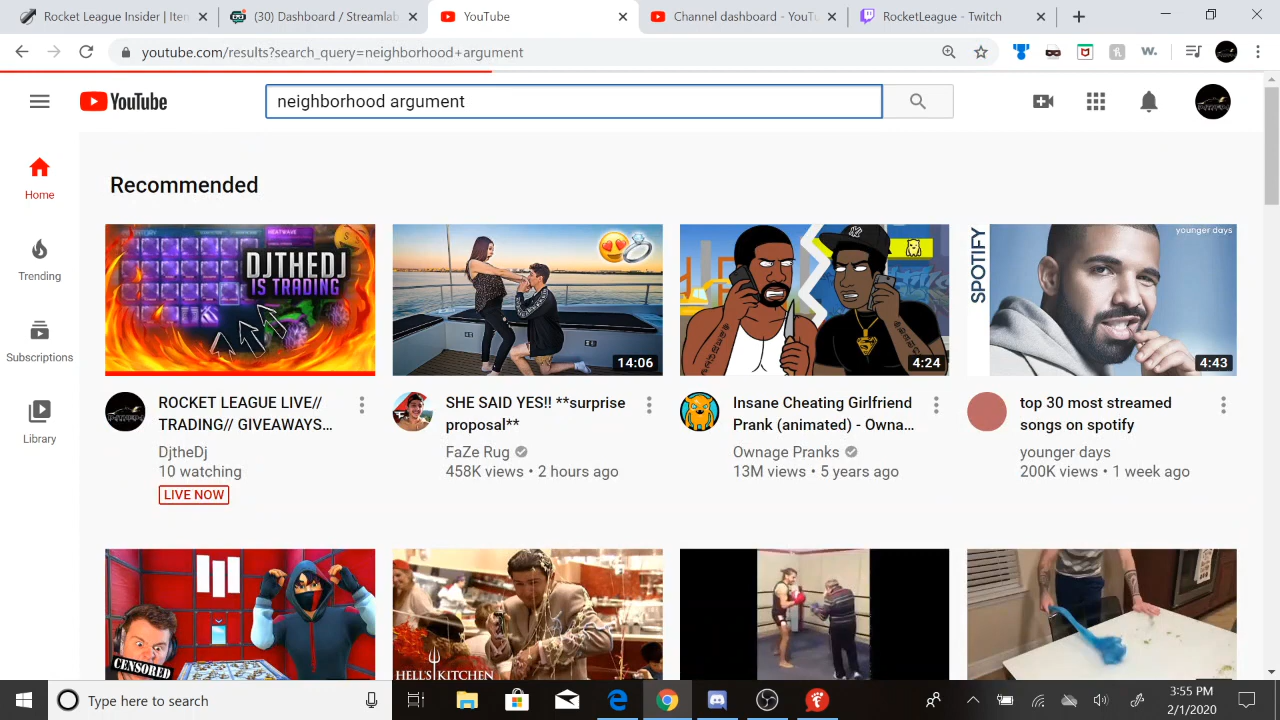 Rocket League Insider | Iten
(30) Dashboard / Streamlab
YouTube
Channel dashboard - YouTu
RocketLeague - Twitch
youtube.com/results?search_query=neighborhood+argument
YouTube
neighborhood argument
Home
Trending
Subscriptions
Library
Recommended
HEATWAVE
DJTHEDJ
IS TRADING
14:06
4:24
SPOTIFY
younger days
4:43
ROCKET LEAGUE LIVE//
TRADING// GIVEAWAYS...
DjtheDj
10 watching
LIVE NOW
SHE SAID YES!! **surprise
proposal**
FaZe Rug
458K views • 2 hours ago
Insane Cheating Girlfriend
Prank (animated) - Owna...
Ownage Pranks
13M views • 5 years ago
top 30 most streamed
songs on spotify
younger days
200K views • 1 week ago
CENSORED
HELL'S KITCHEN
Type here to search
3:55 PM
2/1/2020